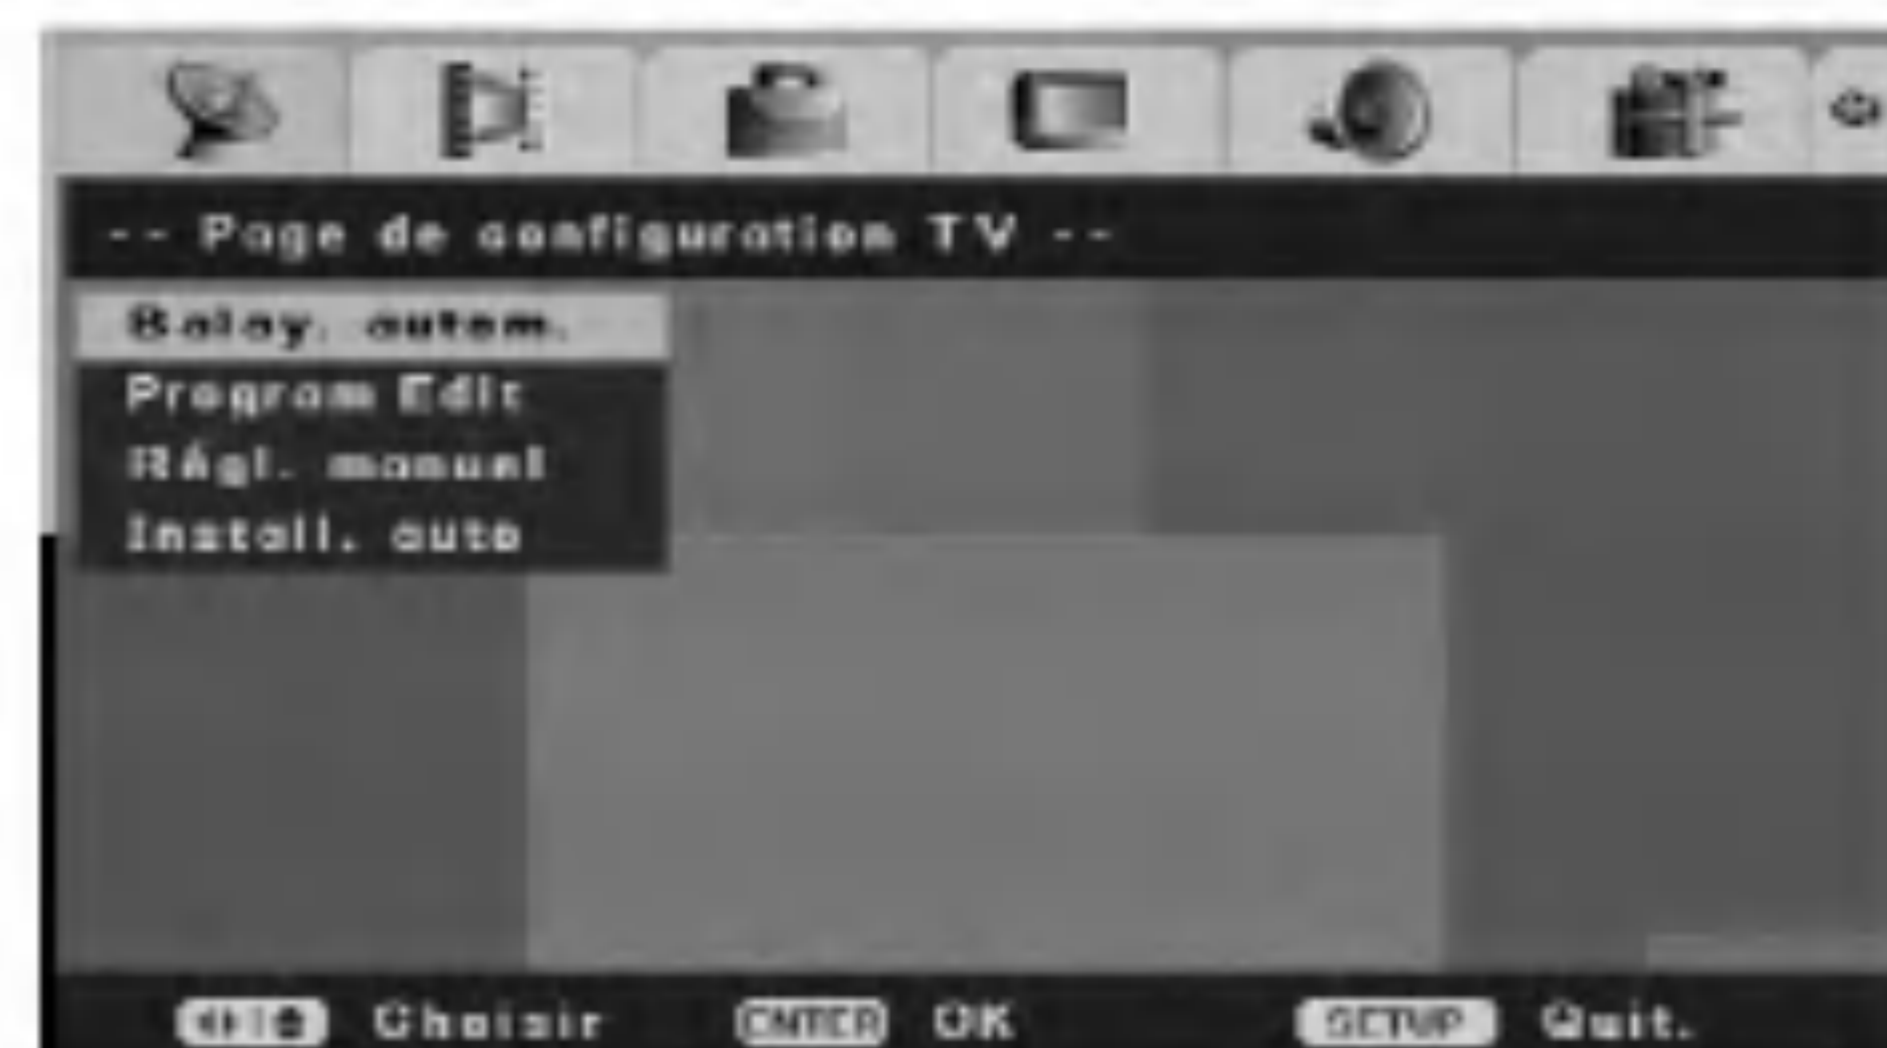 -- Page de configuration TV --
Balay. autom.
Program Edit
Régl. manuel
Install. auto
Choisir ENTER OK SETUP Quit.